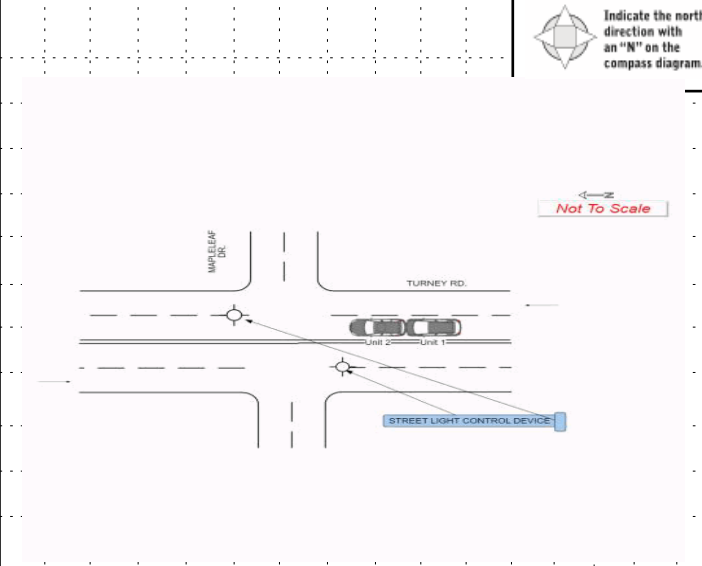 Indicate the north
direction with
an "N" on the
compass diagram.
N
Not To Scale
MAPLELEAF
DR.
TURNEY RD.
Unit 2
Unit 1
STREET LIGHT CONTROL DEVICE